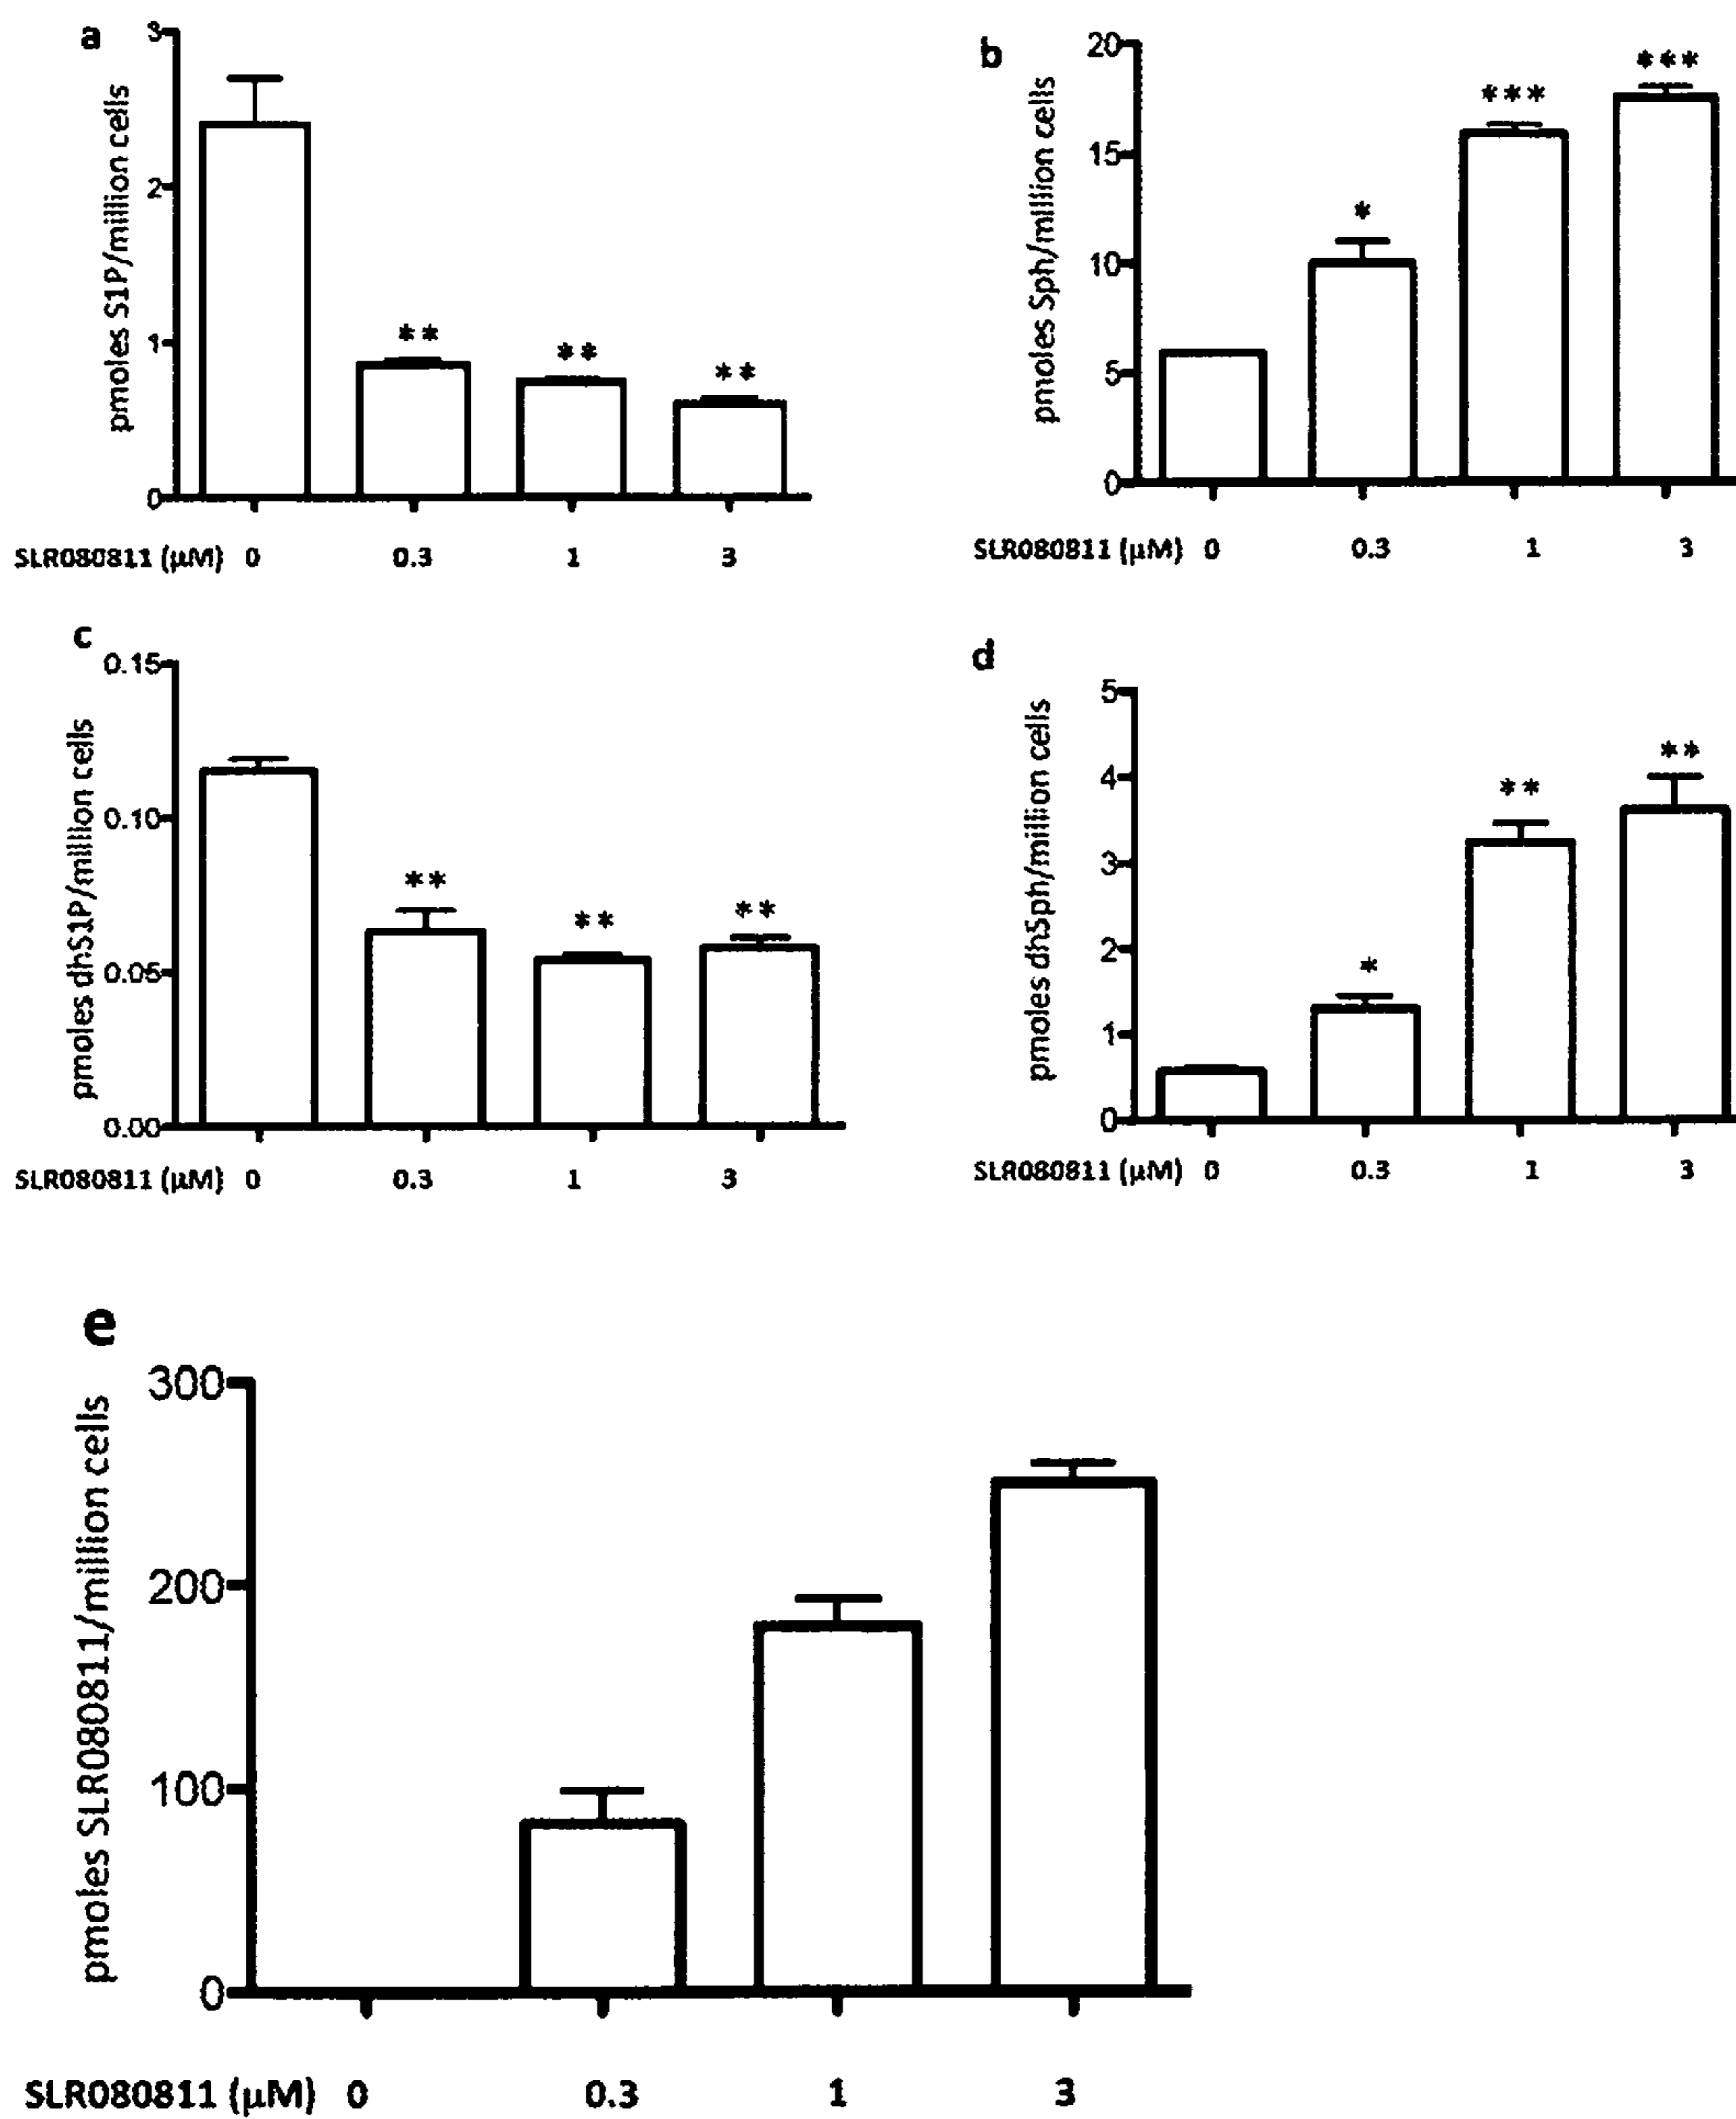 a
pmoles S1P/million cells
3
2
1
0
** ** **
SLR080811 (μM) 0 0.3 1 3
b
pmoles Sph/million cells
20
15
10
5
0
* *** ***
SLR080811 (μM) 0 0.3 1 3
c
pmoles dhS1P/million cells
0.15
0.10
0.05
0.00
** ** **
SLR080811 (μM) 0 0.3 1 3
d
pmoles dhSph/million cells
5
4
3
2
1
0
* ** **
SLR080811 (μM) 0 0.3 1 3
e
pmoles SLR080811/million cells
300
200
100
0
SLR080811 (μM) 0 0.3 1 3